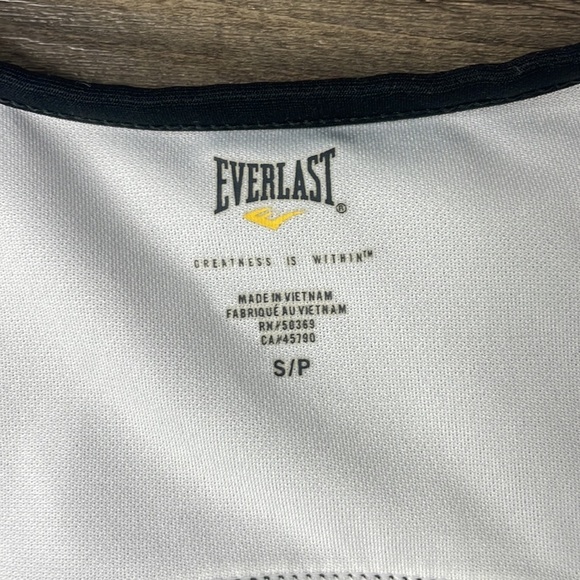 EVERLAST®
GREATNESS IS WITHIN™
MADE IN VIETNAM
FABRIQUÉ AU VIETNAM
RN#50369
CA#45790
S/P